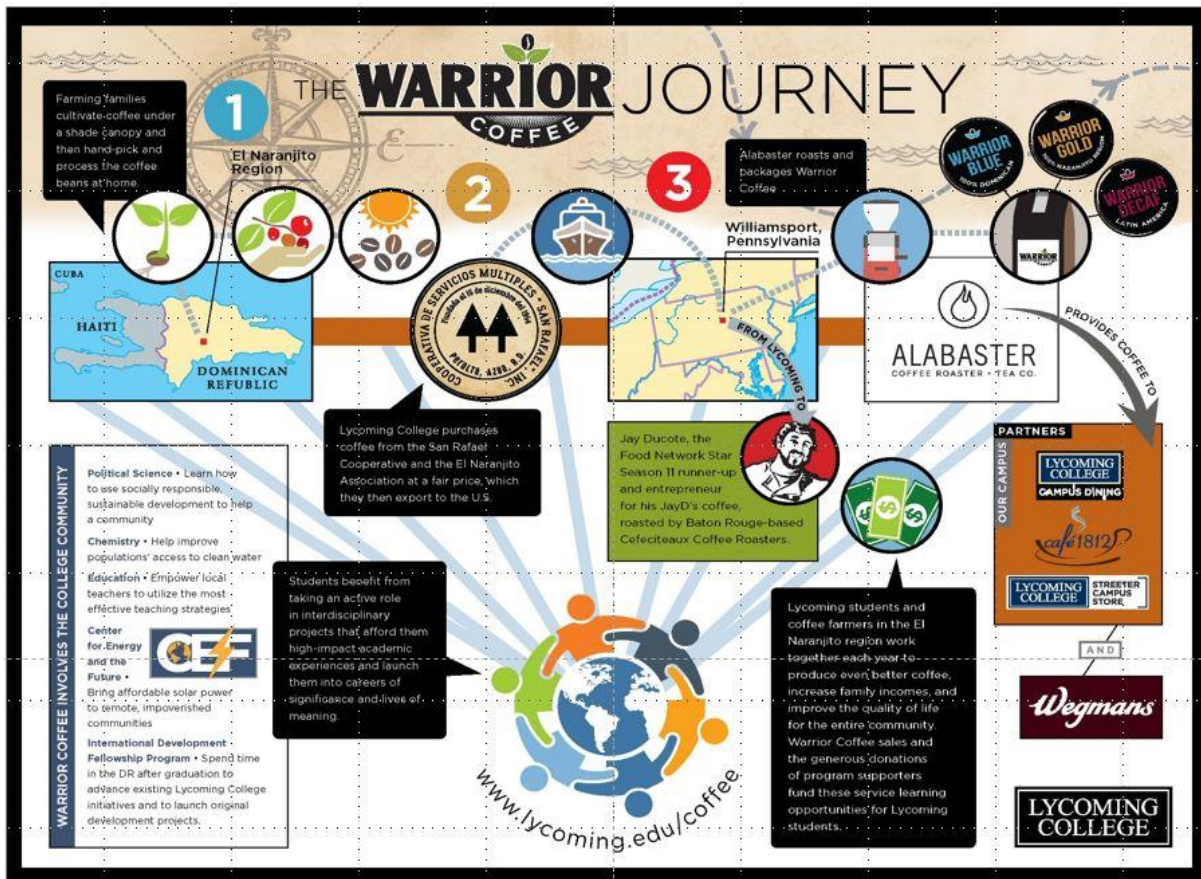 THE WARRIOR JOURNEY
COFFEE
Farming families
cultivate coffee under
a shade canopy and
then hand-pick and
process the coffee
beans at home.
1
El Naranjito
Region
2
3
Alabaster roasts and
packages Warrior
Coffee
Williamsport,
Pennsylvania
WARRIOR
BLUE
100% DOMINICAN
WARRIOR
GOLD
100% NARANJITO REGION
WARRIOR
DECAF
LATIN AMERICA
WARRIOR
CUBA
HAITI
DOMINICAN
REPUBLIC
COOPERATIVA DE SERVICIOS MULTIPLES "SAN RAFAEL", INC.
Fundada el 15 de diciembre del 1964
PERALTA, AZUA, R.D.
FROM LYCOMING TO
ALABASTER
COFFEE ROASTER • TEA CO.
PROVIDES COFFEE TO
Lycoming College purchases
coffee from the San Rafael
Cooperative and the El Naranjito
Association at a fair price, which
they then export to the U.S.
Jay Ducote, the
Food Network Star
Season 11 runner-up
and entrepreneur
for his JayD's coffee,
roasted by Baton Rouge-based
Cefeciteaux Coffee Roasters.
PARTNERS
OUR CAMPUS
LYCOMING
COLLEGE
CAMPUS DINING
café1812
LYCOMING
COLLEGE
STREETER
CAMPUS
STORE
AND
Wegmans
LYCOMING
COLLEGE
WARRIOR COFFEE INVOLVES THE COLLEGE COMMUNITY
Political Science • Learn how
to use socially responsible,
sustainable development to help
a community
Chemistry • Help improve
populations' access to clean water
Education • Empower local
teachers to utilize the most
effective teaching strategies
Center
for Energy
and the
Future •
CEF
Bring affordable solar power
to remote, impoverished
communities
International Development
Fellowship Program • Spend time
in the DR after graduation to
advance existing Lycoming College
initiatives and to launch original
development projects.
Students benefit from
taking an active role
in interdisciplinary
projects that afford them
high-impact academic
experiences and launch
them into careers of
significance and lives of
meaning.
www.lycoming.edu/coffee
Lycoming students and
coffee farmers in the El
Naranjito region work
together each year to
produce even better coffee,
increase family incomes, and
improve the quality of life
for the entire community.
Warrior Coffee sales and
the generous donations
of program supporters
fund these service learning
opportunities for Lycoming
students.